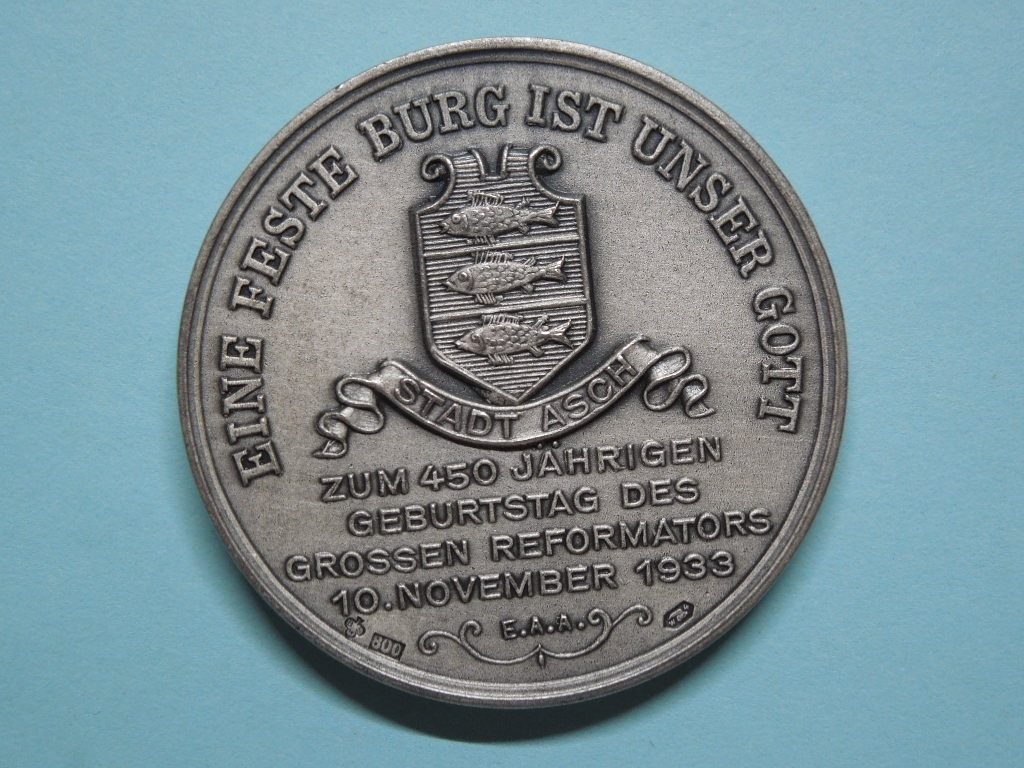 EINE FESTE BURG IST UNSER GOTT
STADT ASCH
ZUM 450 JÄHRIGEN
GEBURTSTAG DES
GROSSEN REFORMATORS
10. NOVEMBER 1933
E.A.A.
800